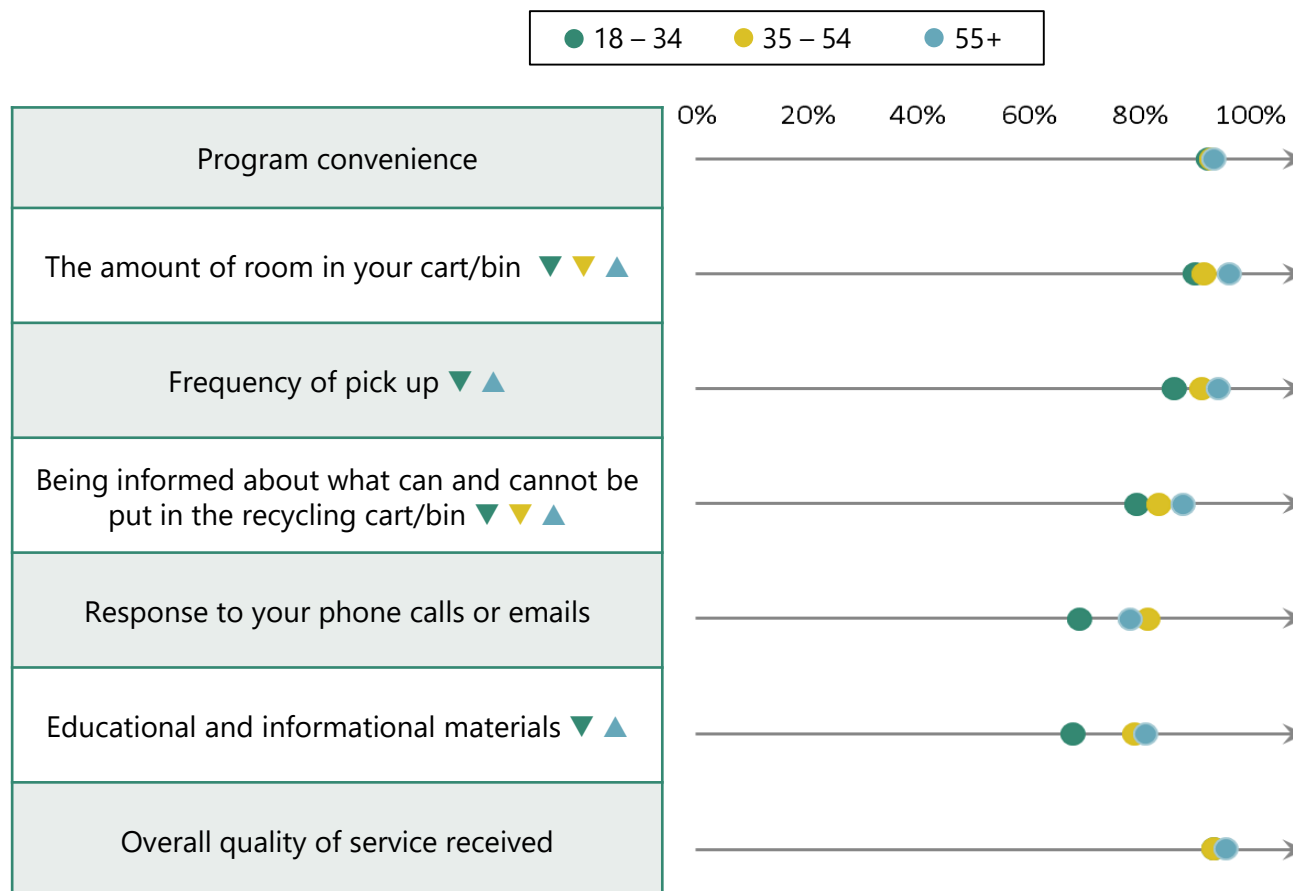 18 – 34 35 – 54 55+
0% 20% 40% 60% 80% 100%
Program convenience
The amount of room in your cart/bin
Frequency of pick up
Being informed about what can and cannot be
put in the recycling cart/bin
Response to your phone calls or emails
Educational and informational materials
Overall quality of service received